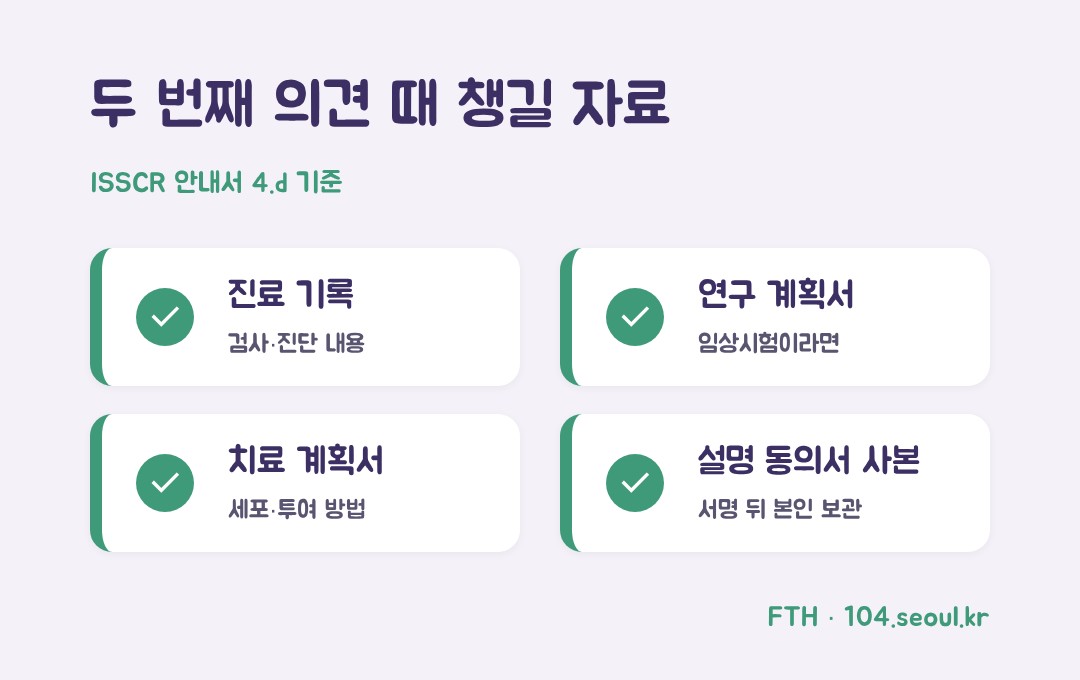 두 번째 의견 때 챙길 자료
ISSCR 안내서 4.d 기준
진료 기록
검사·진단 내용
연구 계획서
임상시험이라면
치료 계획서
세포·투여 방법
설명 동의서 사본
서명 뒤 본인 보관
FTH · 104.seoul.kr